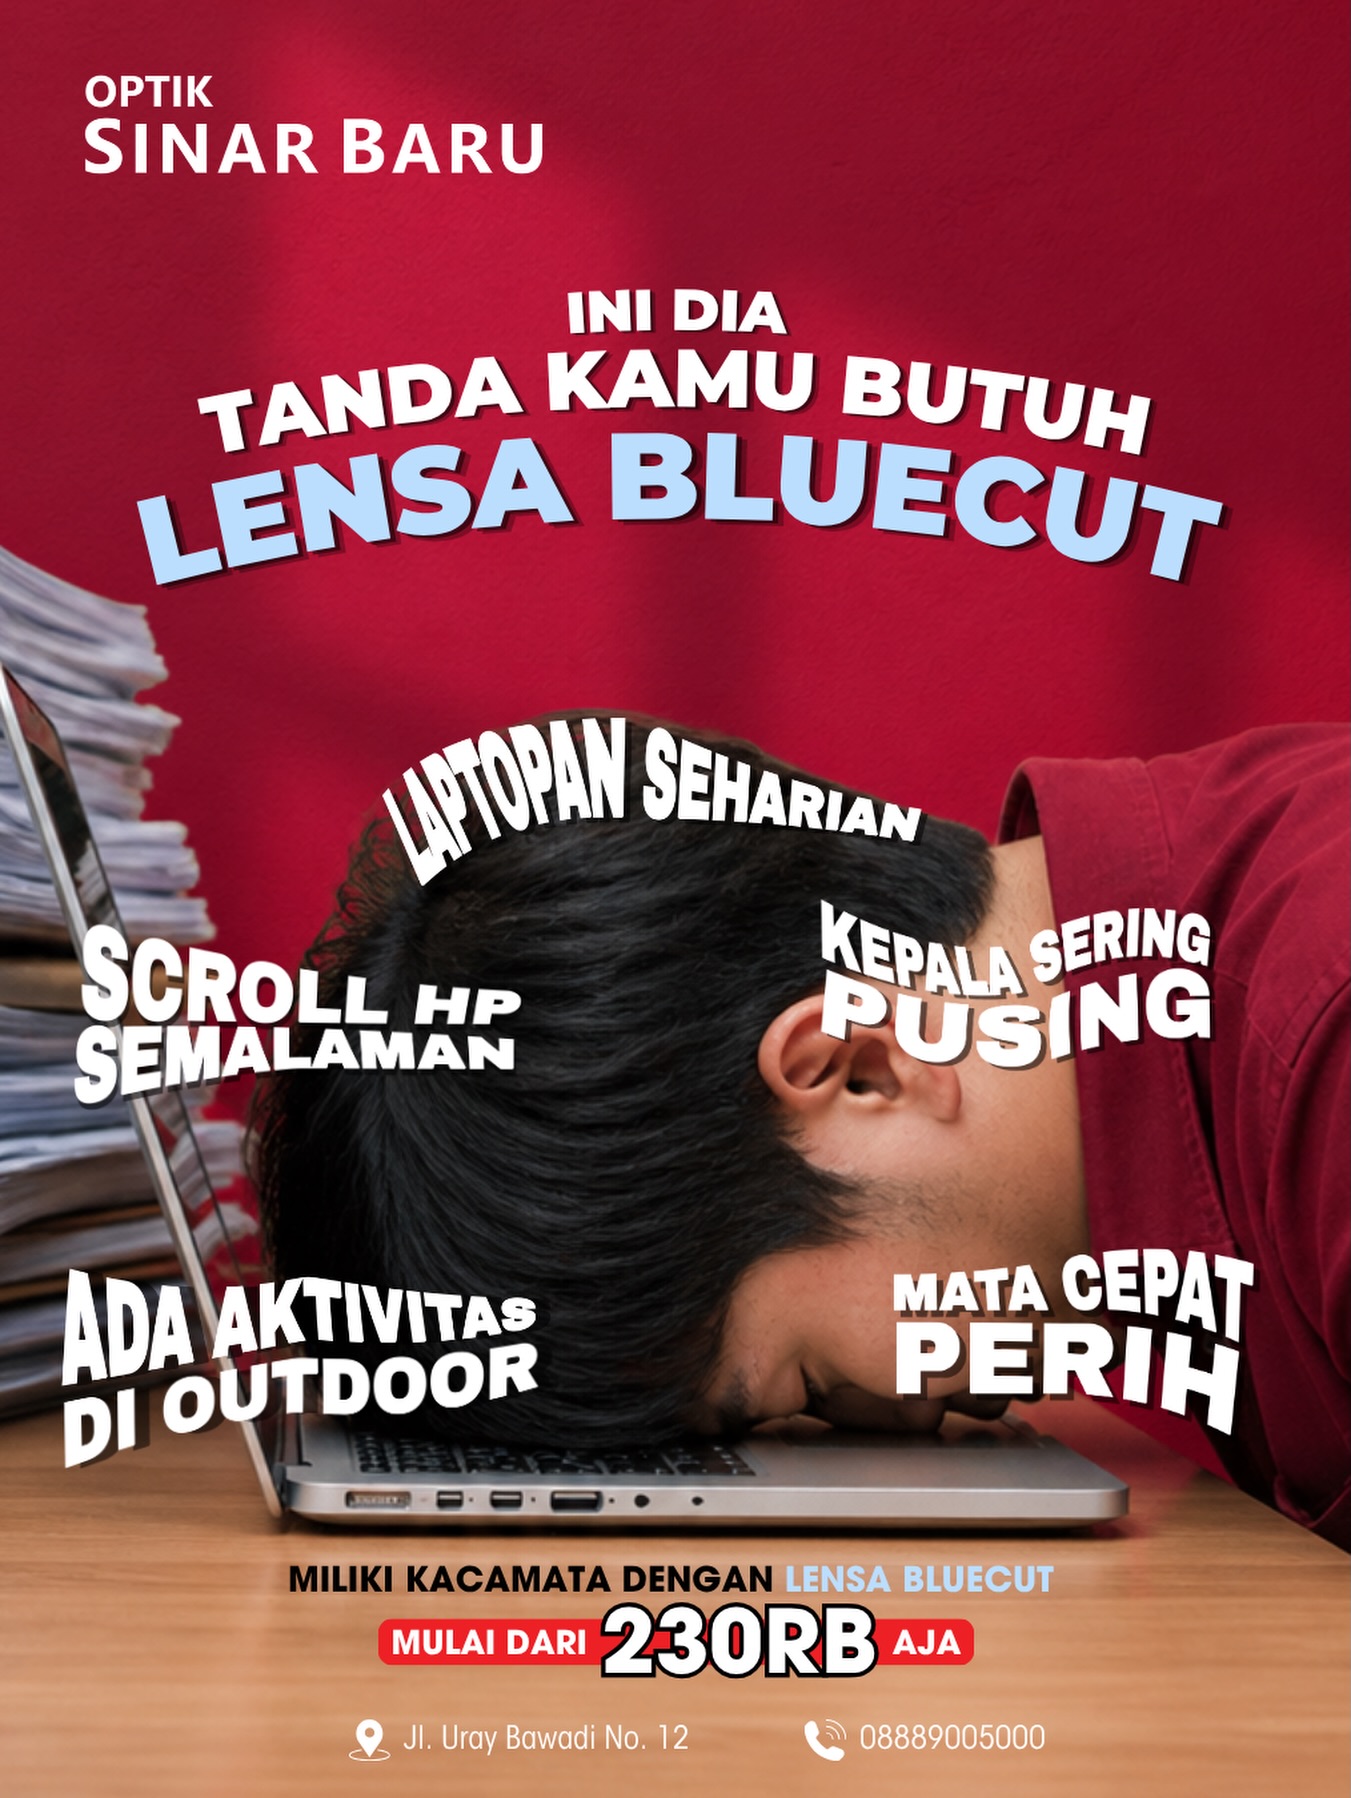 OPTIK
SINAR BARU
INI DIA
TANDA KAMU BUTUH
LENSA BLUECUT
LAPTOPAN SEHARIAN
SCROLL HP
SEMALAMAN
KEPALA SERING
PUSING
ADA AKTIVITAS
DI OUTDOOR
MATA CEPAT
PERIH
MILIKI KACAMATA DENGAN LENSA BLUECUT
MULAI DARI 230RB AJA
Jl. Uray Bawadi No. 12
08889005000